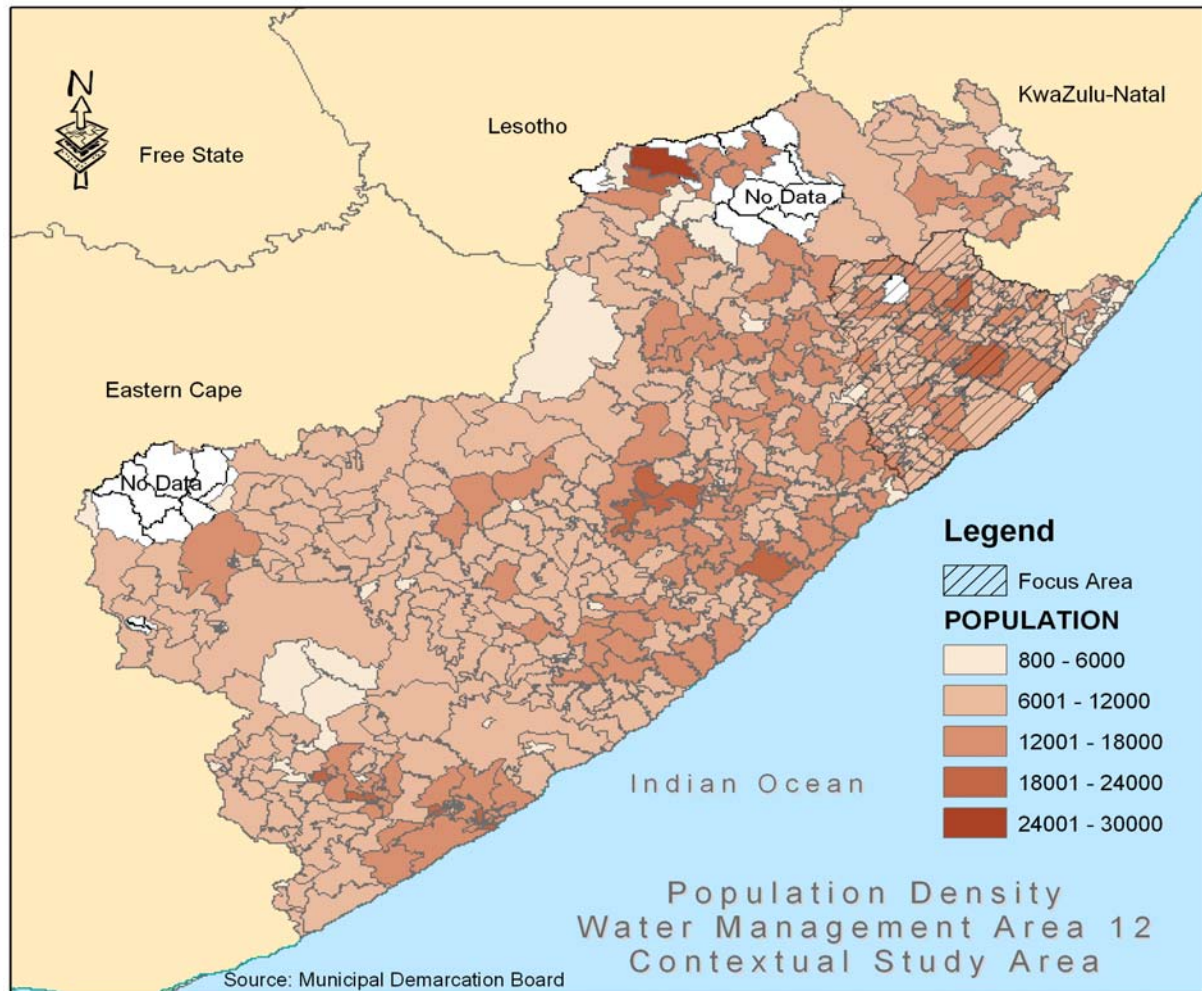 N
Free State
Lesotho
KwaZulu-Natal
No Data
Eastern Cape
No Data
Legend
Focus Area
POPULATION
800 - 6000
6001 - 12000
12001 - 18000
18001 - 24000
24001 - 30000
Indian Ocean
Population Density
Water Management Area 12
Contextual Study Area
Source: Municipal Demarcation Board